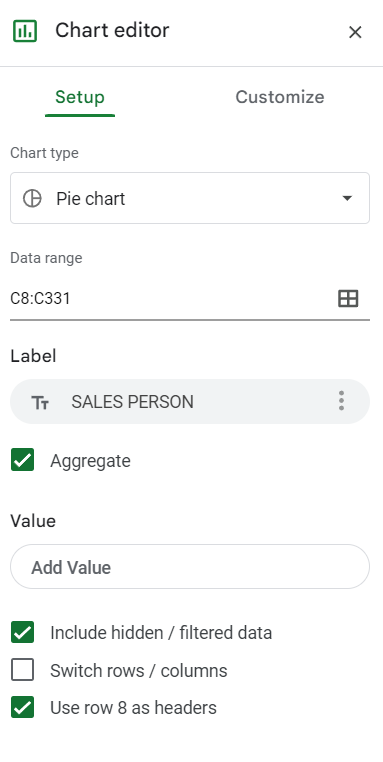 Chart editor
Setup Customize
Chart type
Pie chart
Data range
C8:C331
Label
Tт SALES PERSON
Aggregate
Value
Add Value
Include hidden / filtered data
Switch rows / columns
Use row 8 as headers